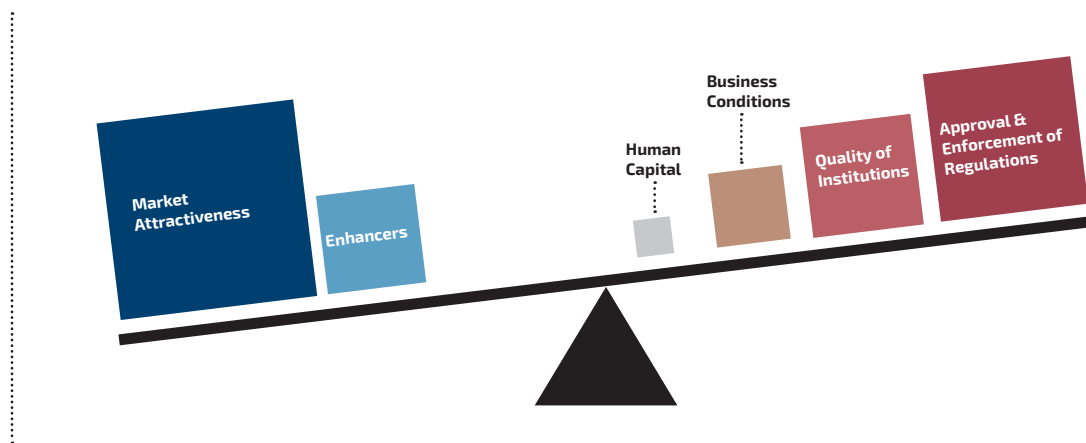 Market
Attractiveness
Enhancers
Human
Capital
Business
Conditions
Quality of
Institutions
Approval &
Enforcement of
Regulations